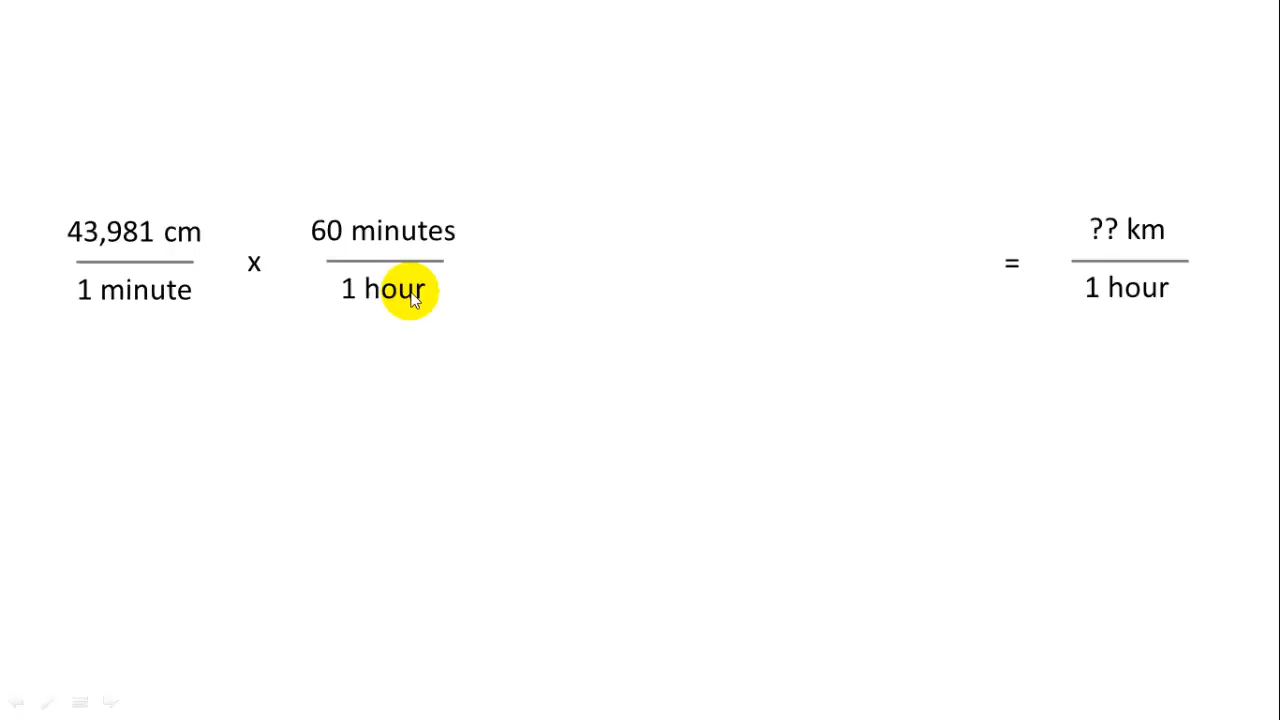 43,981 cm
1 minute
x
60 minutes
1 hour
=
?? km
1 hour